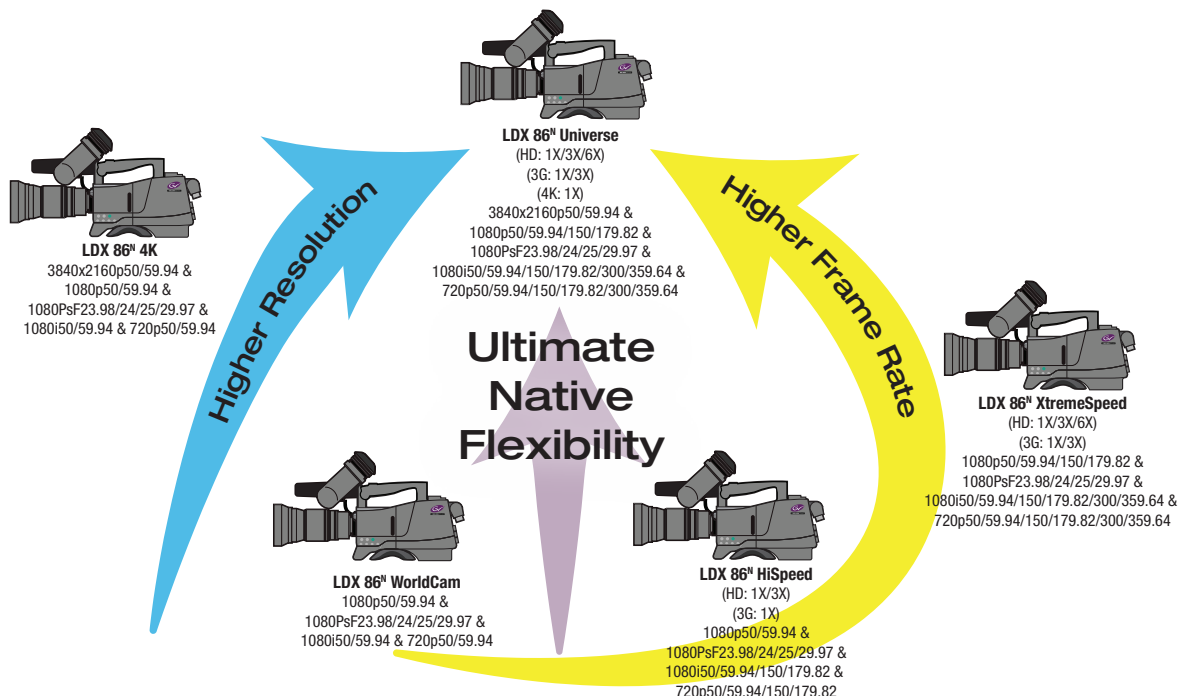 LDX 86ᴺ Universe
(HD: 1X/3X/6X)
(3G: 1X/3X)
(4K: 1X)
3840x2160p50/59.94 &
1080p50/59.94/150/179.82 &
1080PsF23.98/24/25/29.97 &
1080i50/59.94/150/179.82/300/359.64 &
720p50/59.94/150/179.82/300/359.64
LDX 86ᴺ 4K
3840x2160p50/59.94 &
1080p50/59.94 &
1080PsF23.98/24/25/29.97 &
1080i50/59.94 & 720p50/59.94
Higher Resolution
Higher Frame Rate
Ultimate
Native
Flexibility
LDX 86ᴺ XtremeSpeed
(HD: 1X/3X/6X)
(3G: 1X/3X)
1080p50/59.94/150/179.82 &
1080PsF23.98/24/25/29.97 &
1080i50/59.94/150/179.82/300/359.64 &
720p50/59.94/150/179.82/300/359.64
LDX 86ᴺ WorldCam
1080p50/59.94 &
1080PsF23.98/24/25/29.97 &
1080i50/59.94 & 720p50/59.94
LDX 86ᴺ HiSpeed
(HD: 1X/3X)
(3G: 1X)
1080p50/59.94 &
1080PsF23.98/24/25/29.97 &
1080i50/59.94/150/179.82 &
720p50/59.94/150/179.82